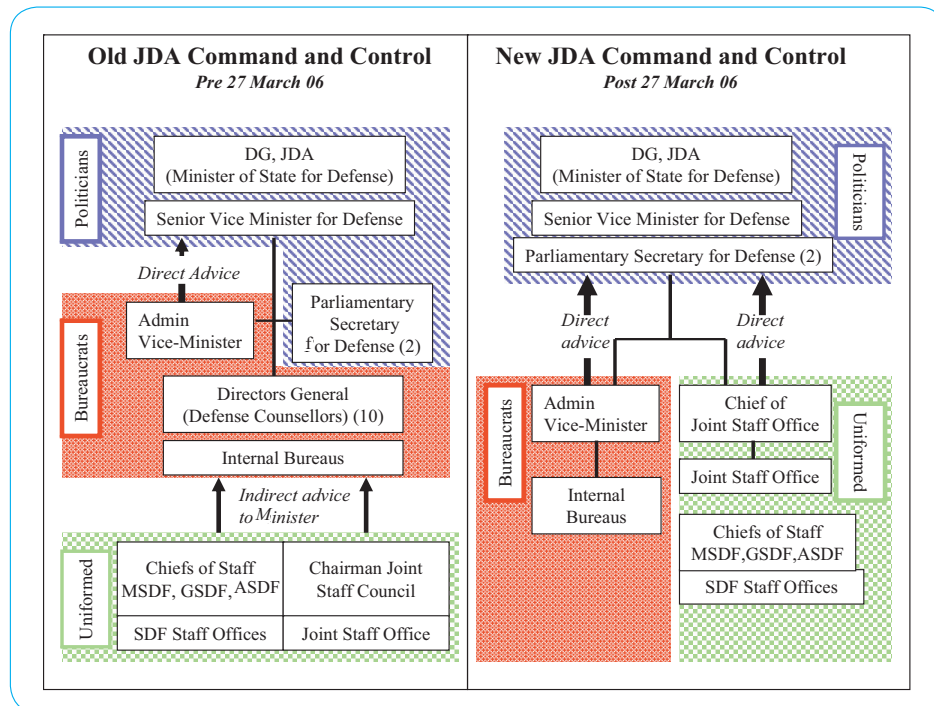 Old JDA Command and Control
Pre 27 March 06
Politicians
DG, JDA
(Minister of State for Defense)
Senior Vice Minister for Defense
Direct Advice
Bureaucrats
Admin
Vice-Minister
Parliamentary
Secretary
for Defense (2)
Directors General
(Defense Counsellors) (10)
Internal Bureaus
Indirect advice
to Minister
Uniformed
Chiefs of Staff
MSDF, GSDF, ASDF
Chairman Joint
Staff Council
SDF Staff Offices
Joint Staff Office
New JDA Command and Control
Post 27 March 06
Politicians
DG, JDA
(Minister of State for Defense)
Senior Vice Minister for Defense
Parliamentary Secretary for Defense (2)
Direct
advice
Direct
advice
Bureaucrats
Admin
Vice-Minister
Internal
Bureaus
Uniformed
Chief of
Joint Staff Office
Joint Staff Office
Chiefs of Staff
MSDF,GSDF,ASDF
SDF Staff Offices